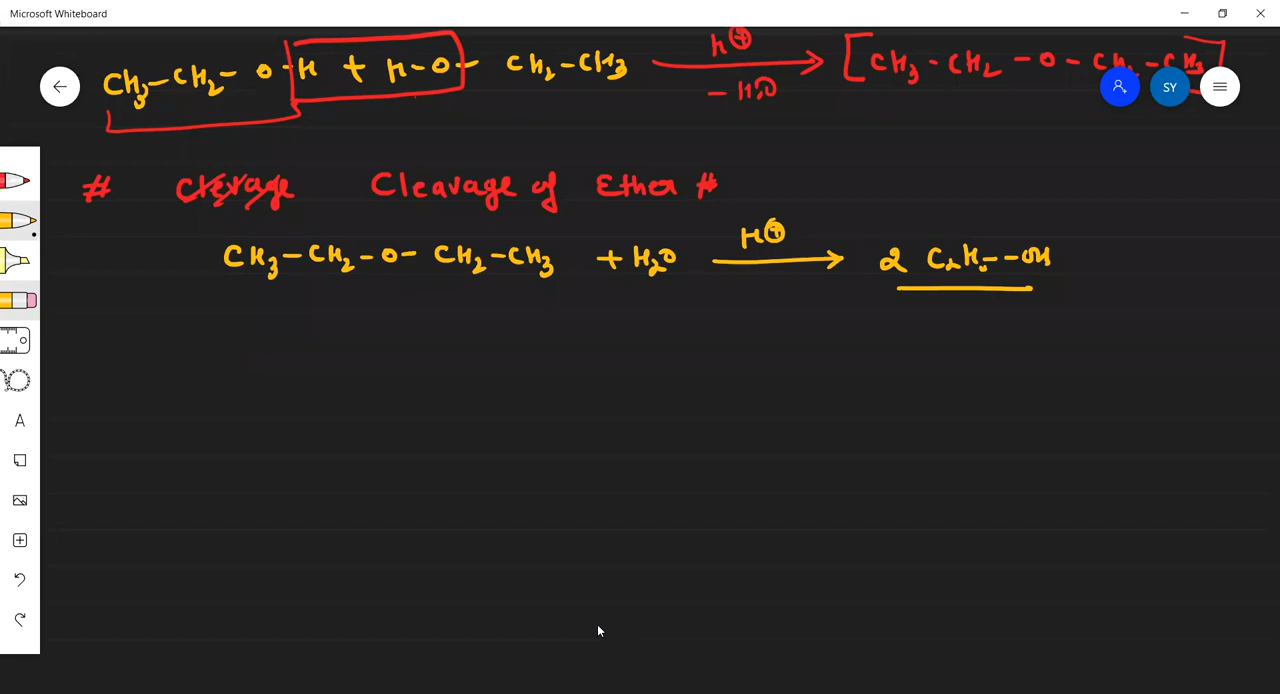 Microsoft Whiteboard
CH3-CH2-O-H + H-O-CH2-CH3 H⊕ -H2O [CH3-CH2-O-CH2-CH3]
SY
# Cleavage of Ether #
CH3-CH2-O-CH2-CH3 + H2O H⊕ 2 C2H5-OH
A